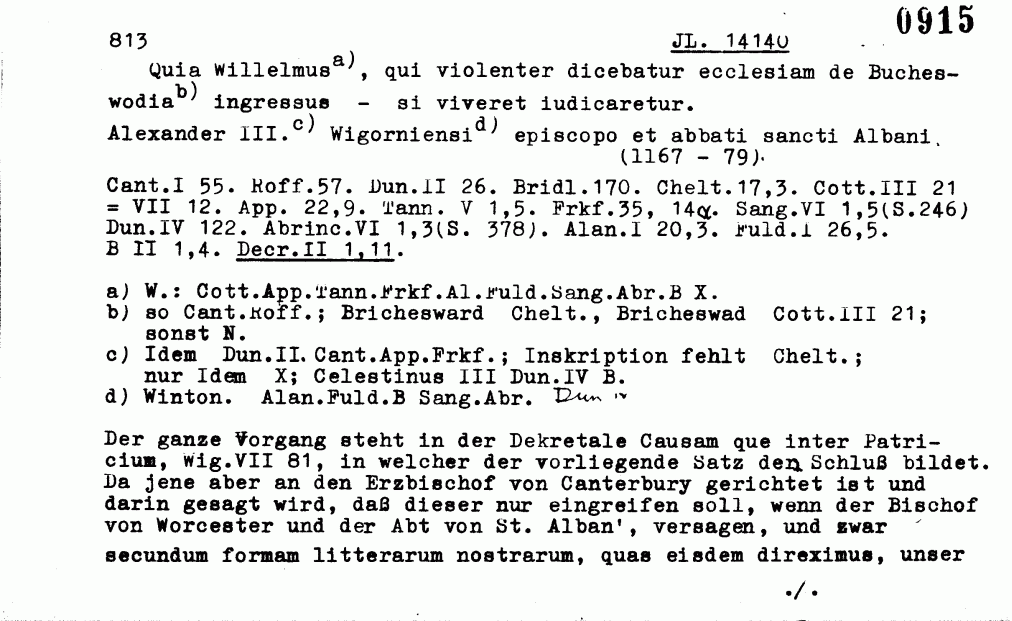 0915
813 JL. 14140
Quia Willelmus a), qui violenter dicebatur ecclesiam de Buches-
wodia b) ingressus – si viveret iudicaretur.
Alexander III. c) Wigorniensi d) episcopo et abbati sancti Albani.
(1167 - 79).
Cant.I 55. Roff.57. Dun.II 26. Bridl.170. Chelt.17,3. Cott.III 21
= VII 12. App. 22,9. Tann. V 1,5. Frkf.35, 14α. Sang.VI 1,5(S.246)
Dun.IV 122. Abrinc.VI 1,3(S. 378). Alan.I 20,3. Fuld.I 26,5.
B II 1,4. Decr.II 1,11.
a) W.: Cott.App.Tann.Frkf.Al.Fuld.Sang.Abr.B X.
b) so Cant.Roff.; Brichesward Chelt., Bricheswad Cott.III 21;
sonst N.
c) Idem Dun.II. Cant.App.Frkf.; Inskription fehlt Chelt.;
nur Idem X; Celestinus III Dun.IV B.
d) Winton. Alan.Fuld.B Sang.Abr. Dun IV
Der ganze Vorgang steht in der Dekretale Causam que inter Patri-
cium, Wig.VII 81, in welcher der vorliegende Satz den Schluß bildet.
Da jene aber an den Erzbischof von Canterbury gerichtet ist und
darin gesagt wird, daß dieser nur eingreifen soll, wenn der Bischof
von Worcester und der Abt von St. Alban', versagen, und zwar
secundum formam litterarum nostrarum, quas eisdem direximus, unser
./.